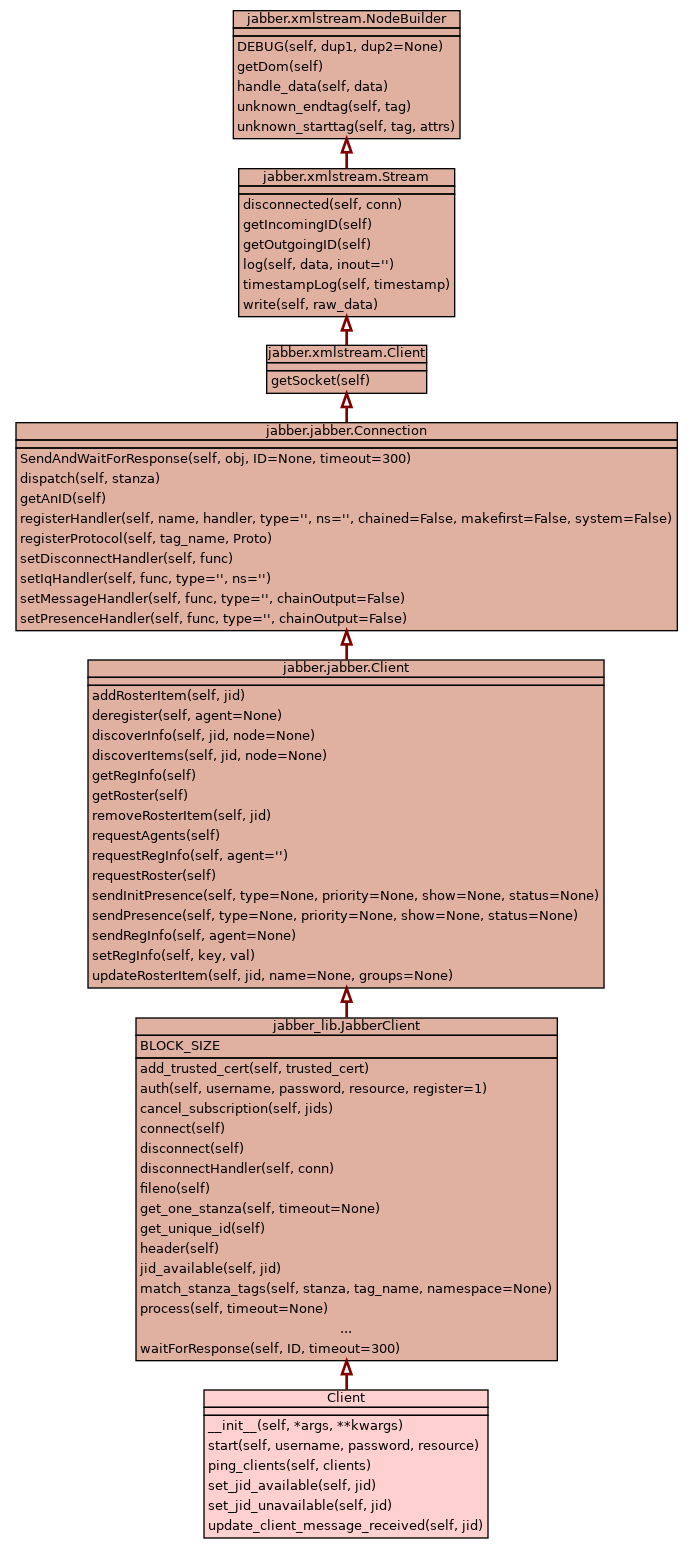 jabber.xmlstream.NodeBuilder
DEBUG(self, dup1, dup2=None)
getDom(self)
handle_data(self, data)
unknown_endtag(self, tag)
unknown_starttag(self, tag, attrs)
jabber.xmlstream.Stream
disconnected(self, conn)
getIncomingID(self)
getOutgoingID(self)
log(self, data, inout='')
timestampLog(self, timestamp)
write(self, raw_data)
jabber.xmlstream.Client
getSocket(self)
jabber.jabber.Connection
SendAndWaitForResponse(self, obj, ID=None, timeout=300)
dispatch(self, stanza)
getAnID(self)
registerHandler(self, name, handler, type='', ns='', chained=False, makefirst=False, system=False)
registerProtocol(self, tag_name, Proto)
setDisconnectHandler(self, func)
setIqHandler(self, func, type='', ns='')
setMessageHandler(self, func, type='', chainOutput=False)
setPresenceHandler(self, func, type='', chainOutput=False)
jabber.jabber.Client
addRosterItem(self, jid)
deregister(self, agent=None)
discoverInfo(self, jid, node=None)
discoverItems(self, jid, node=None)
getRegInfo(self)
getRoster(self)
removeRosterItem(self, jid)
requestAgents(self)
requestRegInfo(self, agent='')
requestRoster(self)
sendInitPresence(self, type=None, priority=None, show=None, status=None)
sendPresence(self, type=None, priority=None, show=None, status=None)
sendRegInfo(self, agent=None)
setRegInfo(self, key, val)
updateRosterItem(self, jid, name=None, groups=None)
jabber_lib.JabberClient
BLOCK_SIZE
add_trusted_cert(self, trusted_cert)
auth(self, username, password, resource, register=1)
cancel_subscription(self, jids)
connect(self)
disconnect(self)
disconnectHandler(self, conn)
fileno(self)
get_one_stanza(self, timeout=None)
get_unique_id(self)
header(self)
jid_available(self, jid)
match_stanza_tags(self, stanza, tag_name, namespace=None)
process(self, timeout=None)
...
waitForResponse(self, ID, timeout=300)
Client
__init__(self, *args, **kwargs)
start(self, username, password, resource)
ping_clients(self, clients)
set_jid_available(self, jid)
set_jid_unavailable(self, jid)
update_client_message_received(self, jid)